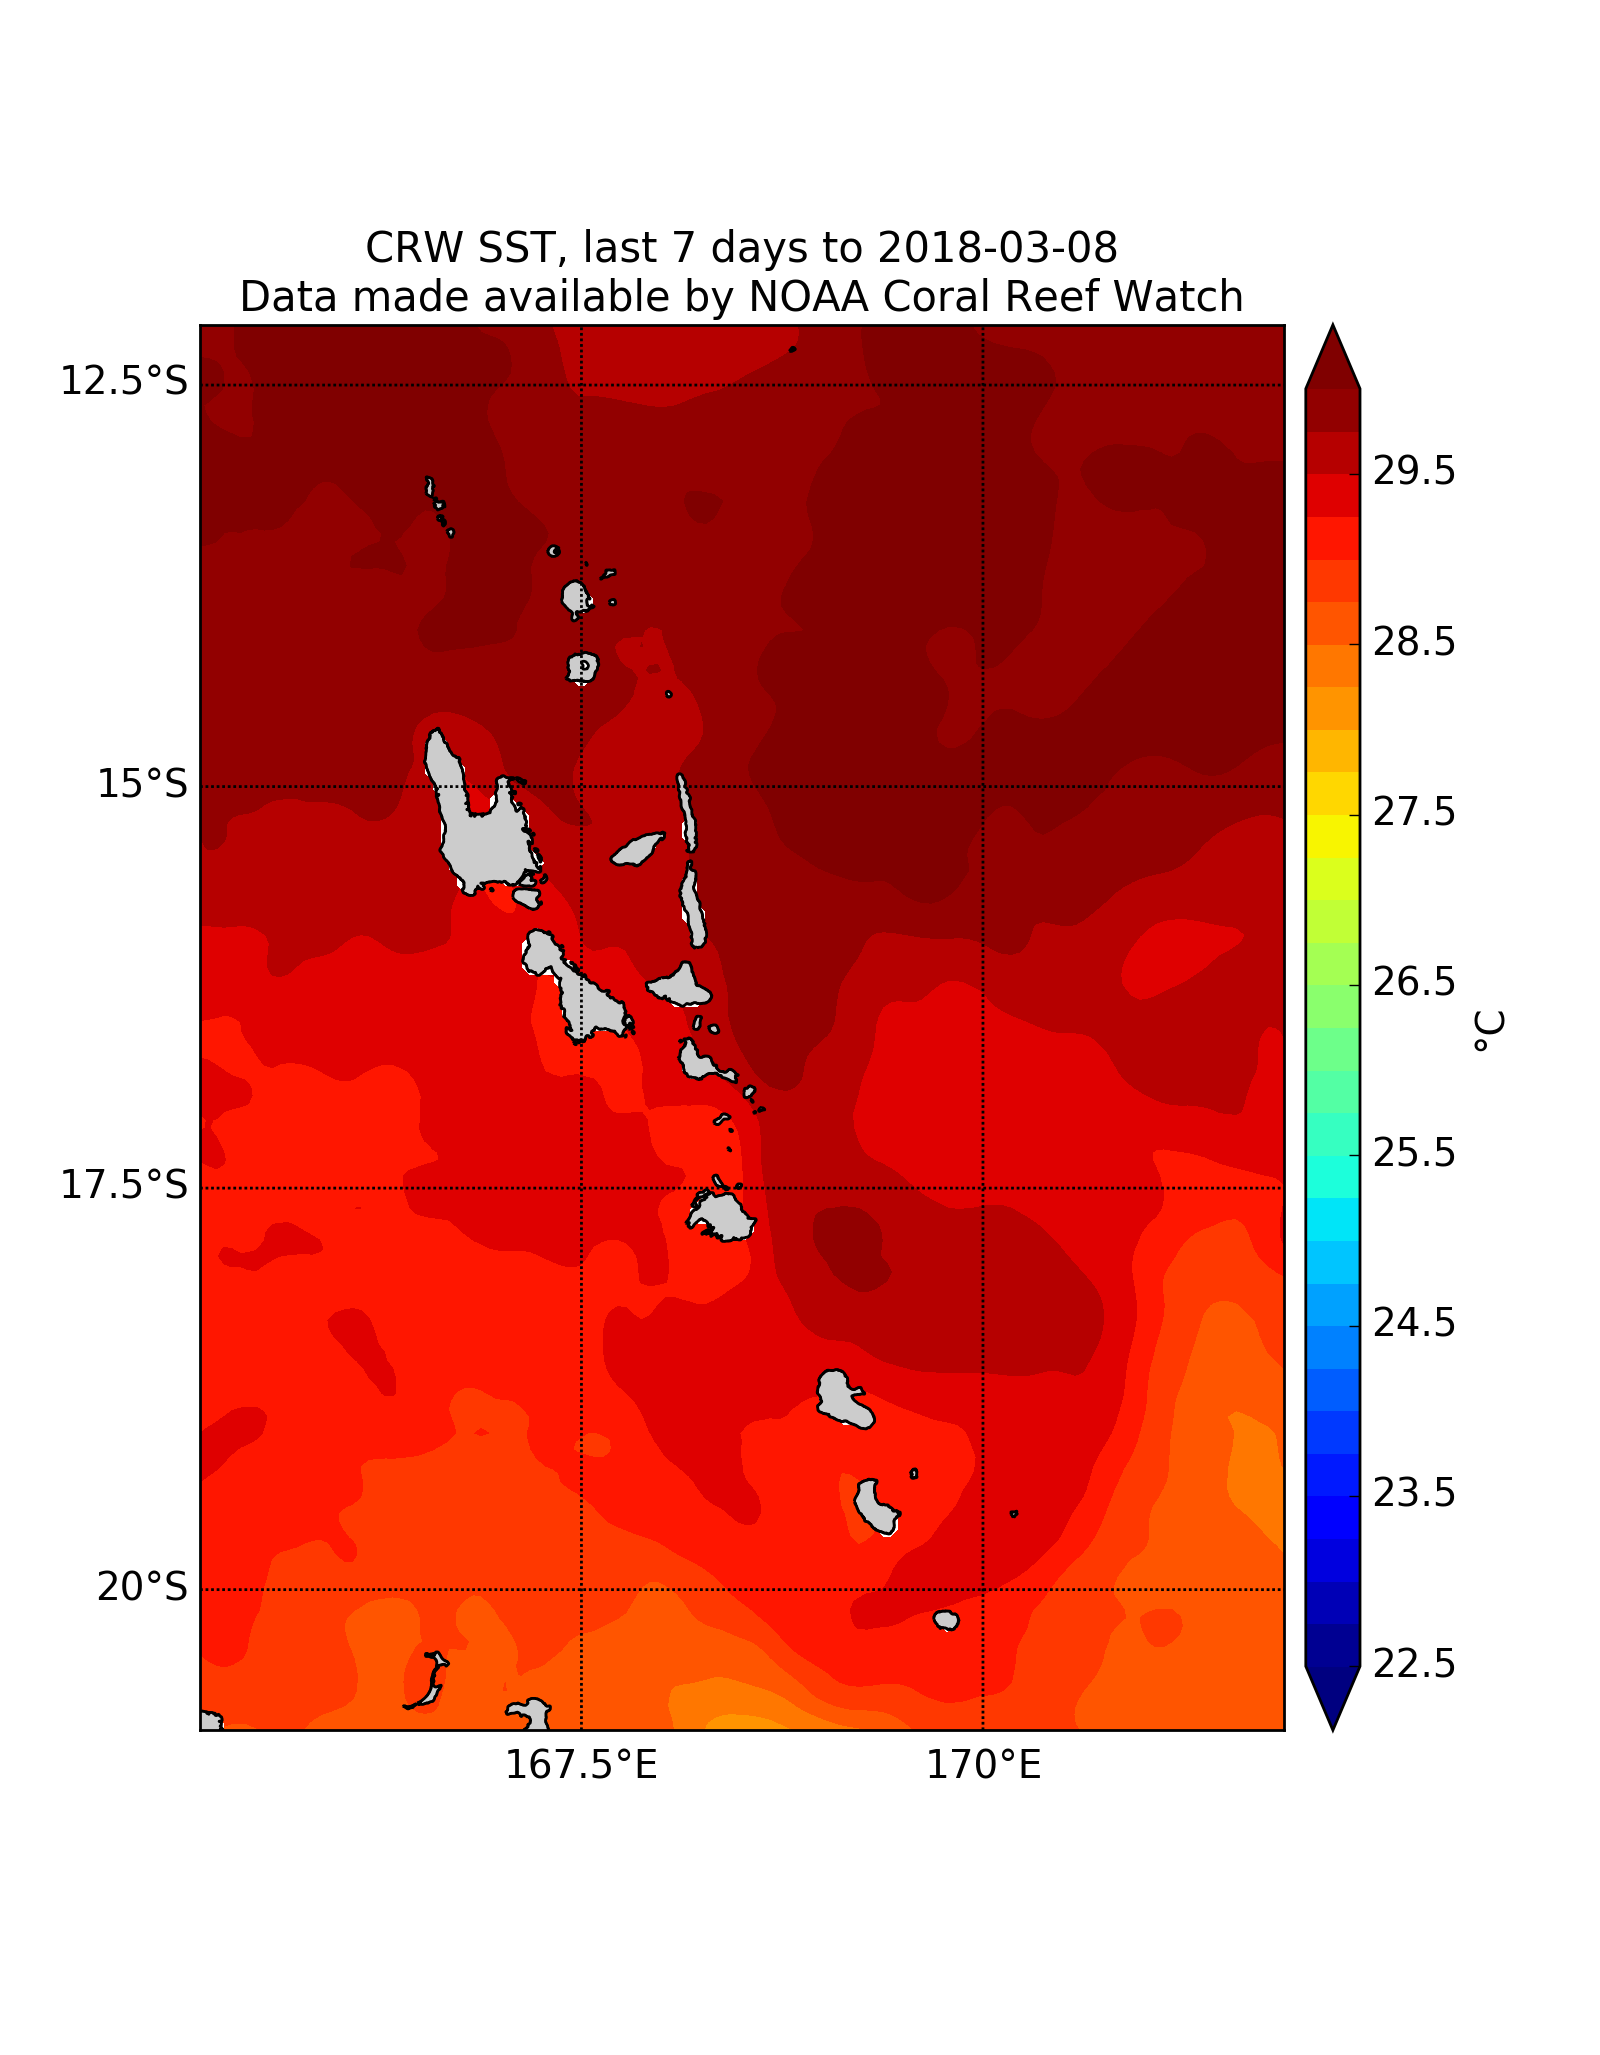 CRW SST, last 7 days to 2018-03-08
Data made available by NOAA Coral Reef Watch
12.5°S
15°S
17.5°S
20°S
167.5°E
170°E
29.5
28.5
27.5
26.5
25.5
24.5
23.5
22.5
°C